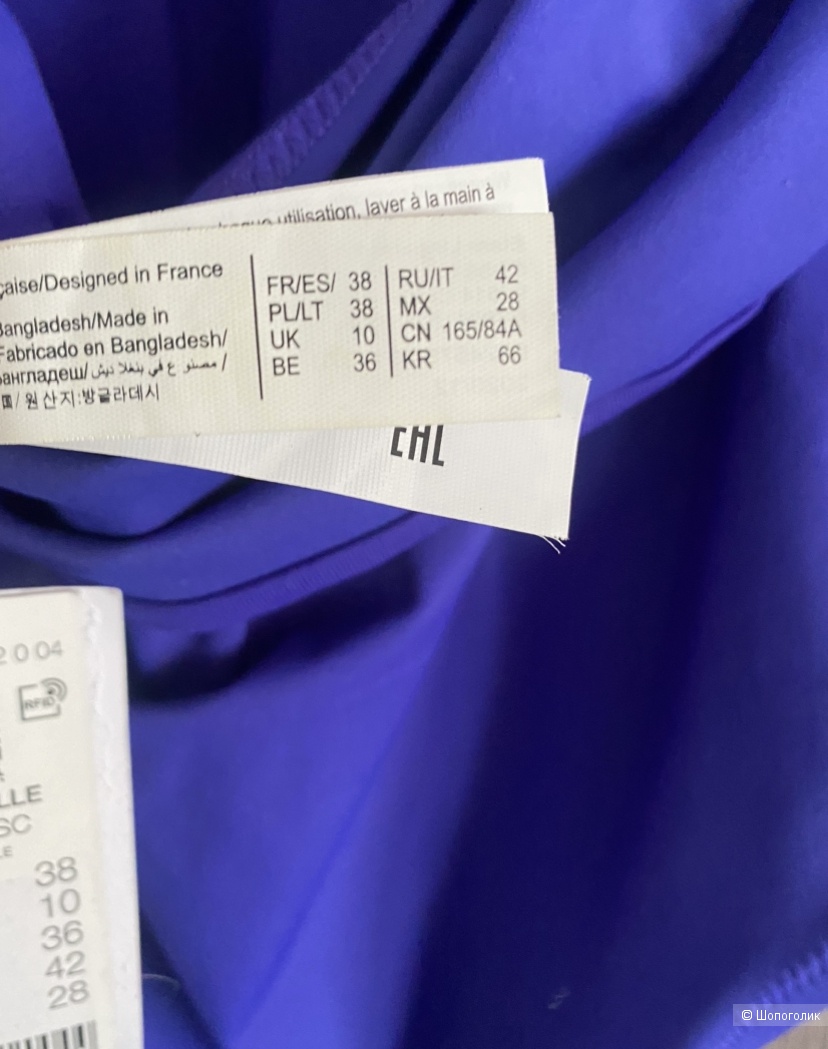 utilisation, laver à la main à
çaise/Designed in France
Bangladesh/Made in
Fabricado en Bangladesh/
англадеш/
/ 원산지:방글라데시
FR/ES/ 38
PL/LT 38
UK 10
BE 36
RU/IT 42
MX 28
CN 165/84A
KR 66
EAC
2004
RFID
LLE
SC
LE
38
10
36
42
28
© Шопоголик